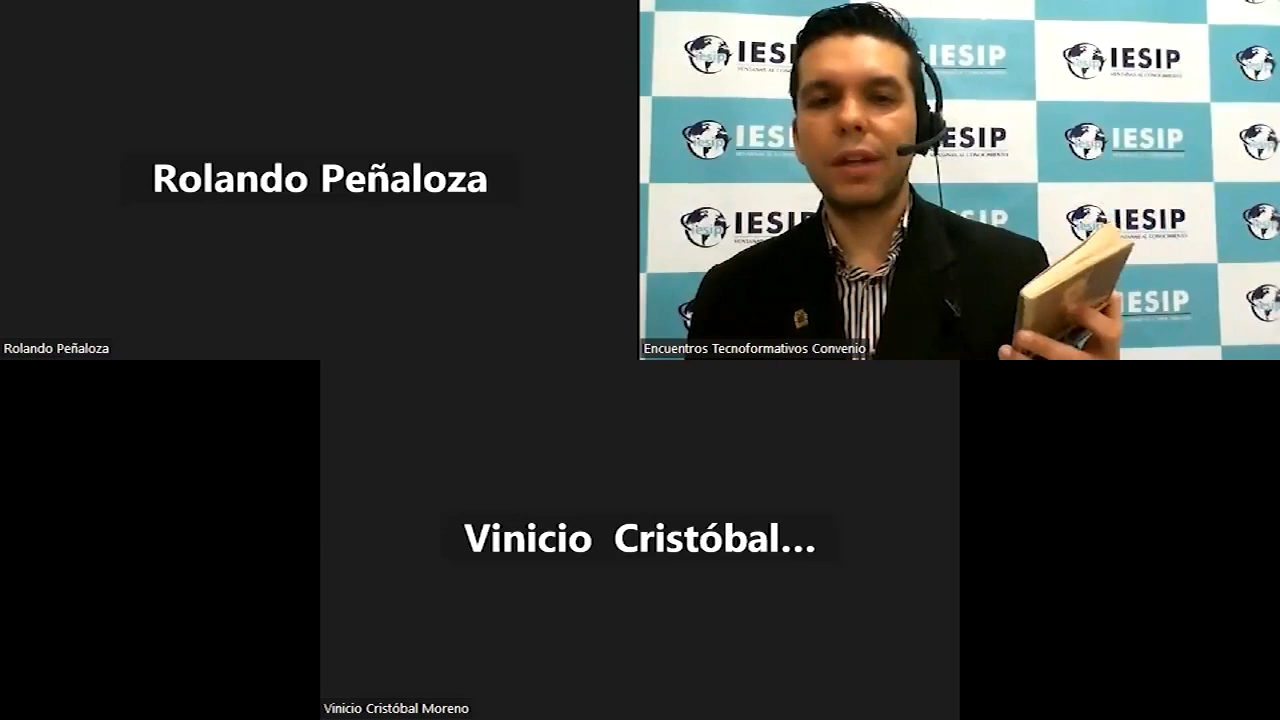 Rolando Peñaloza
Rolando Peñaloza
IESIP
IESIP
IESIP
IESIP
IESIP
IESIP
IESIP
IESIP
IESIP
Encuentros Tecnoformativos Convenio
Vinicio Cristóbal...
Vinicio Cristóbal Moreno